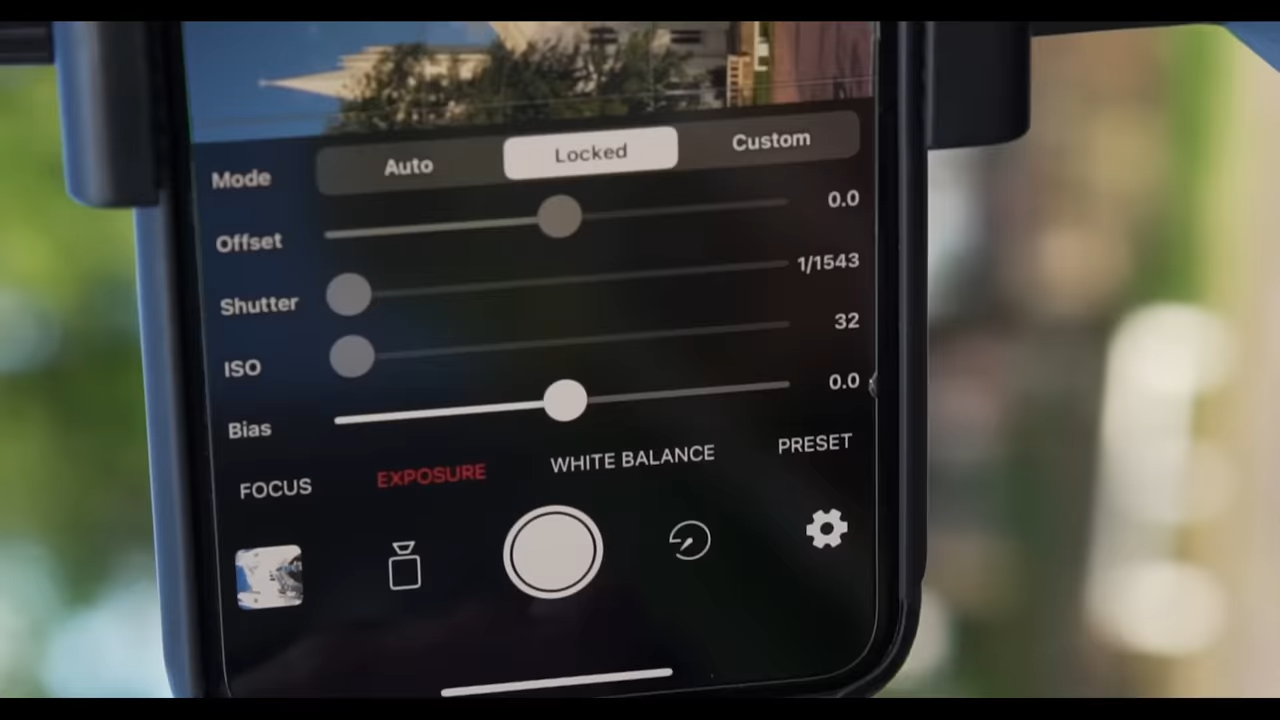 Mode Auto Locked Custom
Offset 0.0
Shutter 1/1543
ISO 32
Bias 0.0
FOCUS EXPOSURE WHITE BALANCE PRESET